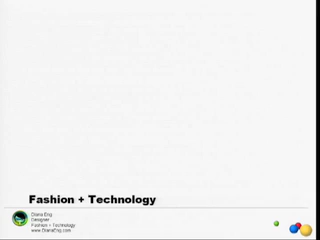 Fashion + Technology
Diana Eng
Designer
Fashion + Technology
www.DianaEng.com